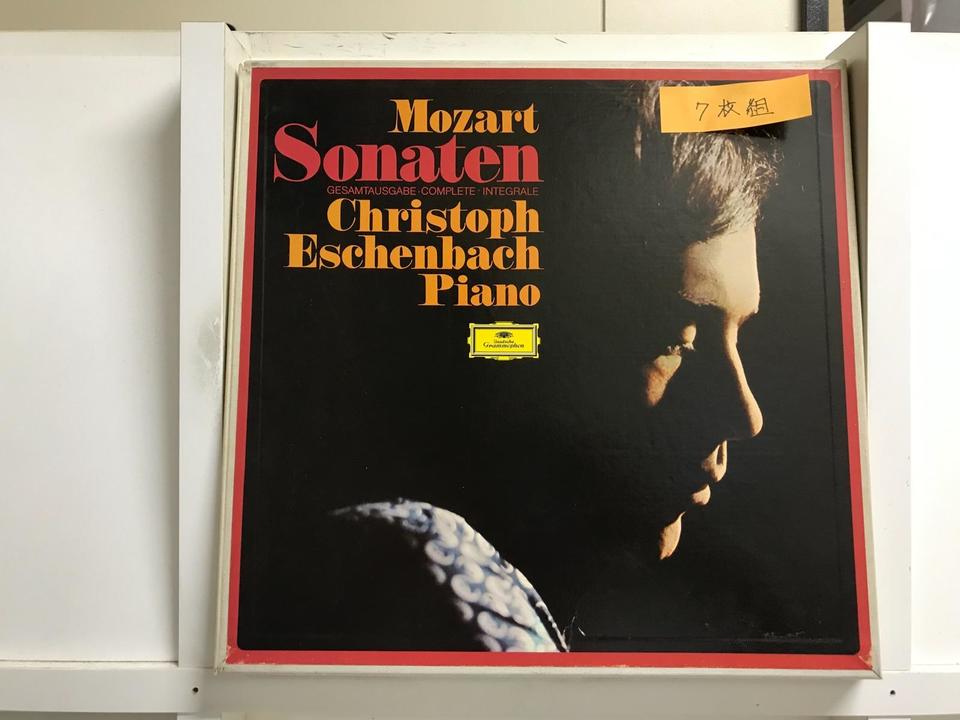 7枚組
Mozart
Sonaten
GESAMTAUSGABE·COMPLETE·INTEGRALE
Christoph
Eschenbach
Piano
Deutsche
Grammophon